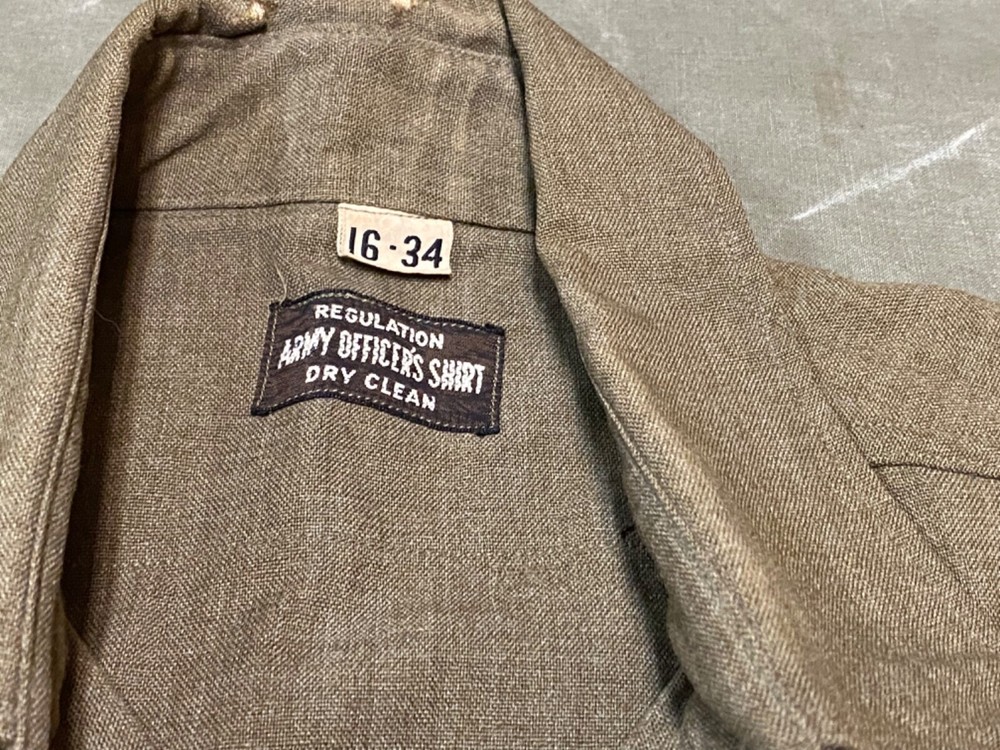 16-34
REGULATION
ARMY OFFICER'S SHIRT
DRY CLEAN